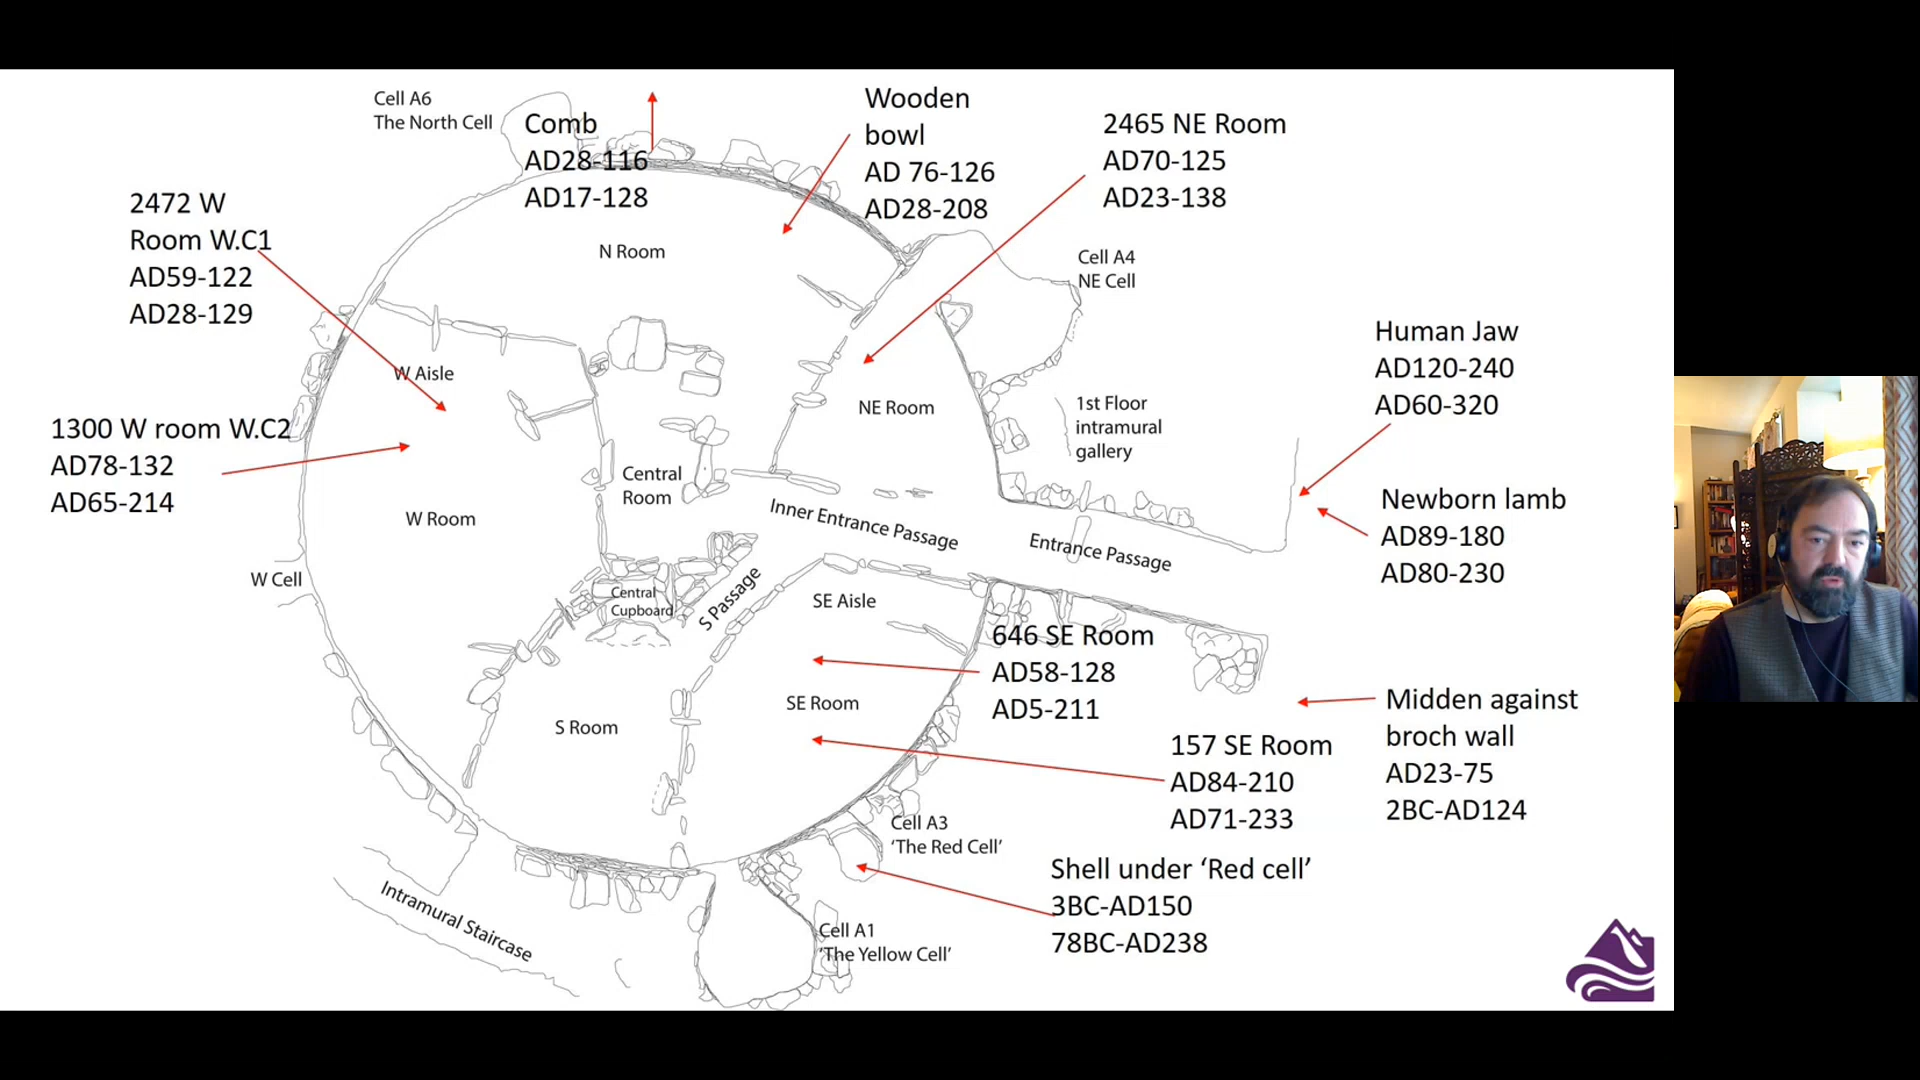 Cell A6
The North Cell
Comb
AD28-116
AD17-128
Wooden
bowl
AD 76-126
AD28-208
2465 NE Room
AD70-125
AD23-138
2472 W
Room W.C1
AD59-122
AD28-129
N Room
Cell A4
NE Cell
Human Jaw
AD120-240
AD60-320
W Aisle
NE Room
1st Floor
intramural
gallery
1300 W room W.C2
AD78-132
AD65-214
Central
Room
W Room
Inner Entrance Passage
Entrance Passage
Newborn lamb
AD89-180
AD80-230
W Cell
Central
Cupboard
S Passage
SE Aisle
646 SE Room
AD58-128
AD5-211
SE Room
S Room
Midden against
broch wall
AD23-75
2BC-AD124
157 SE Room
AD84-210
AD71-233
Cell A3
‘The Red Cell’
Shell under ‘Red cell’
3BC-AD150
78BC-AD238
Intramural Staircase
Cell A1
‘The Yellow Cell’